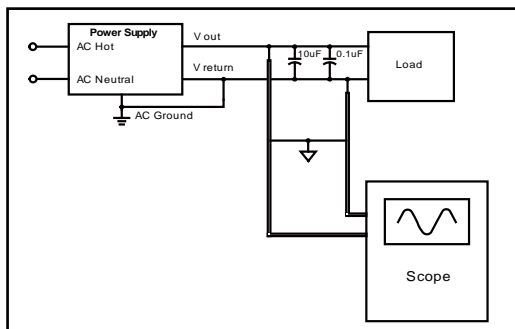 Power Supply
AC Hot
V out
10uF
0.1uF
Load
AC Neutral
V return
AC Ground
Scope